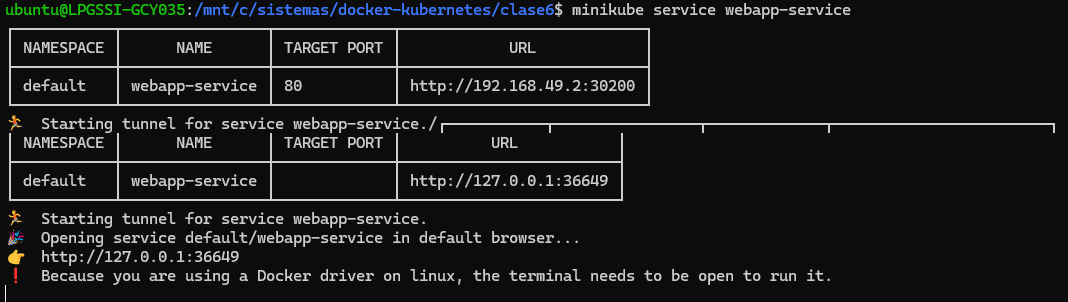 ubuntu@LPGSSI-GCY035:/mnt/c/sistemas/docker-kubernetes/clase6$ minikube service webapp-service
NAMESPACE NAME TARGET PORT URL
default webapp-service 80 http://192.168.49.2:30200
🏃 Starting tunnel for service webapp-service./
NAMESPACE NAME TARGET PORT URL
default webapp-service http://127.0.0.1:36649
🏃 Starting tunnel for service webapp-service.
🎉 Opening service default/webapp-service in default browser...
👉 http://127.0.0.1:36649
❗ Because you are using a Docker driver on linux, the terminal needs to be open to run it.